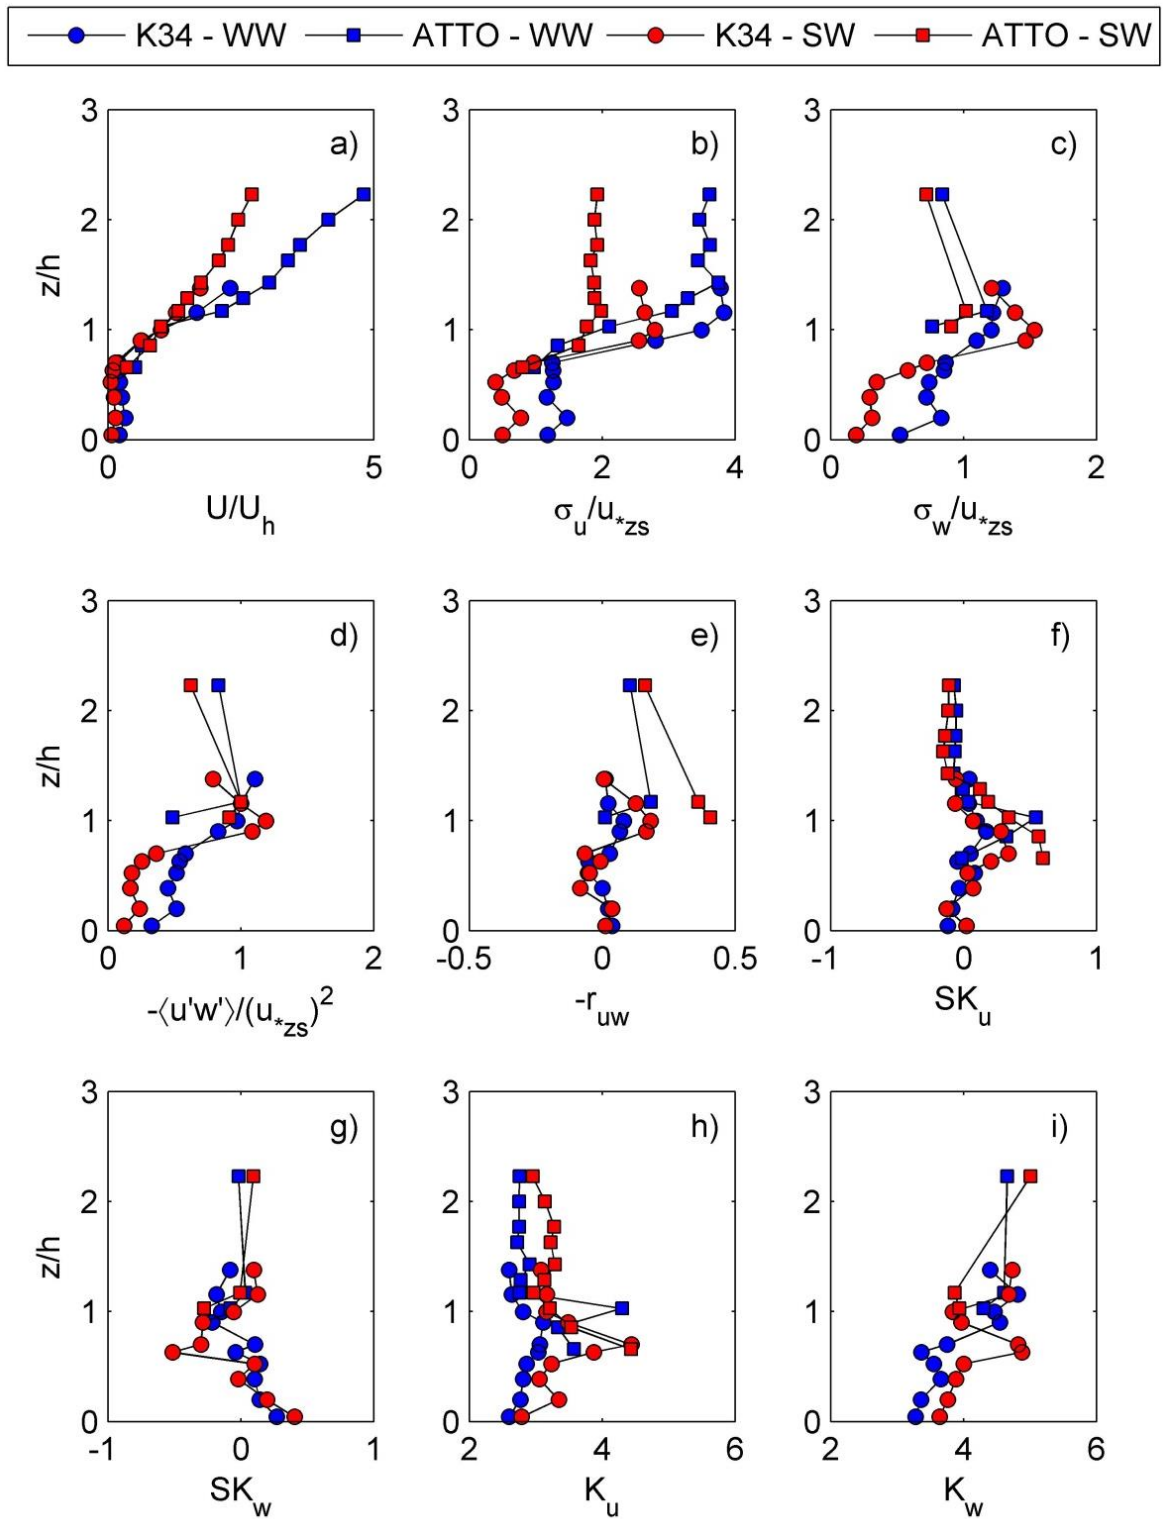 K34 - WW ATTO - WW K34 - SW ATTO - SW
a) b) c)
3 3 3
2 2 2
z/h
1 1 1
0 0 0
0 5 0 2 4 0 1 2
U/U_h σ_u/u_*zs σ_w/u_*zs
d) e) f)
3 3 3
2 2 2
z/h
1 1 1
0 0 0
0 1 2 -0.5 0 0.5 -1 0 1
-⟨u'w'⟩/(u_*zs)^2 -r_uw SK_u
g) h) i)
3 3 3
2 2 2
z/h
1 1 1
0 0 0
-1 0 1 2 4 6 2 4 6
SK_w K_u K_w